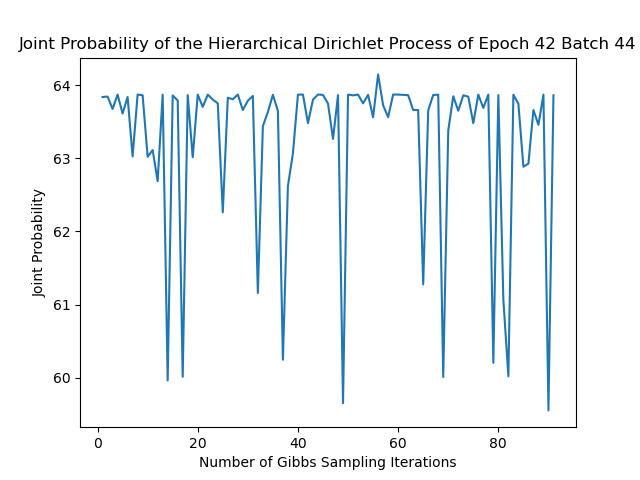 Joint Probability of the Hierarchical Dirichlet Process of Epoch 42 Batch 44
64
63
62
61
60
Joint Probability
0 20 40 60 80
Number of Gibbs Sampling Iterations